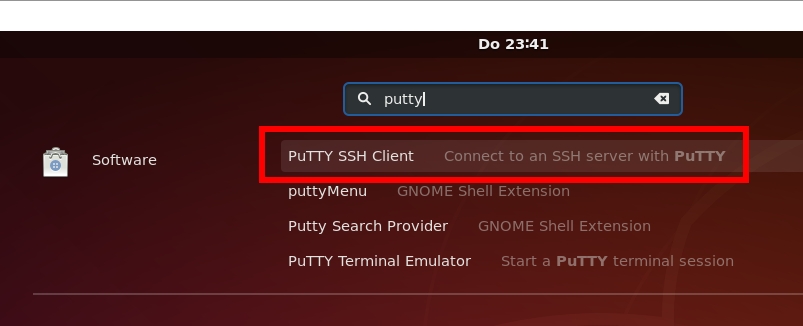 Do 23:41
putty
Software
PuTTY SSH Client Connect to an SSH server with PuTTY
puttyMenu GNOME Shell Extension
Putty Search Provider GNOME Shell Extension
PuTTY Terminal Emulator Start a PuTTY terminal session